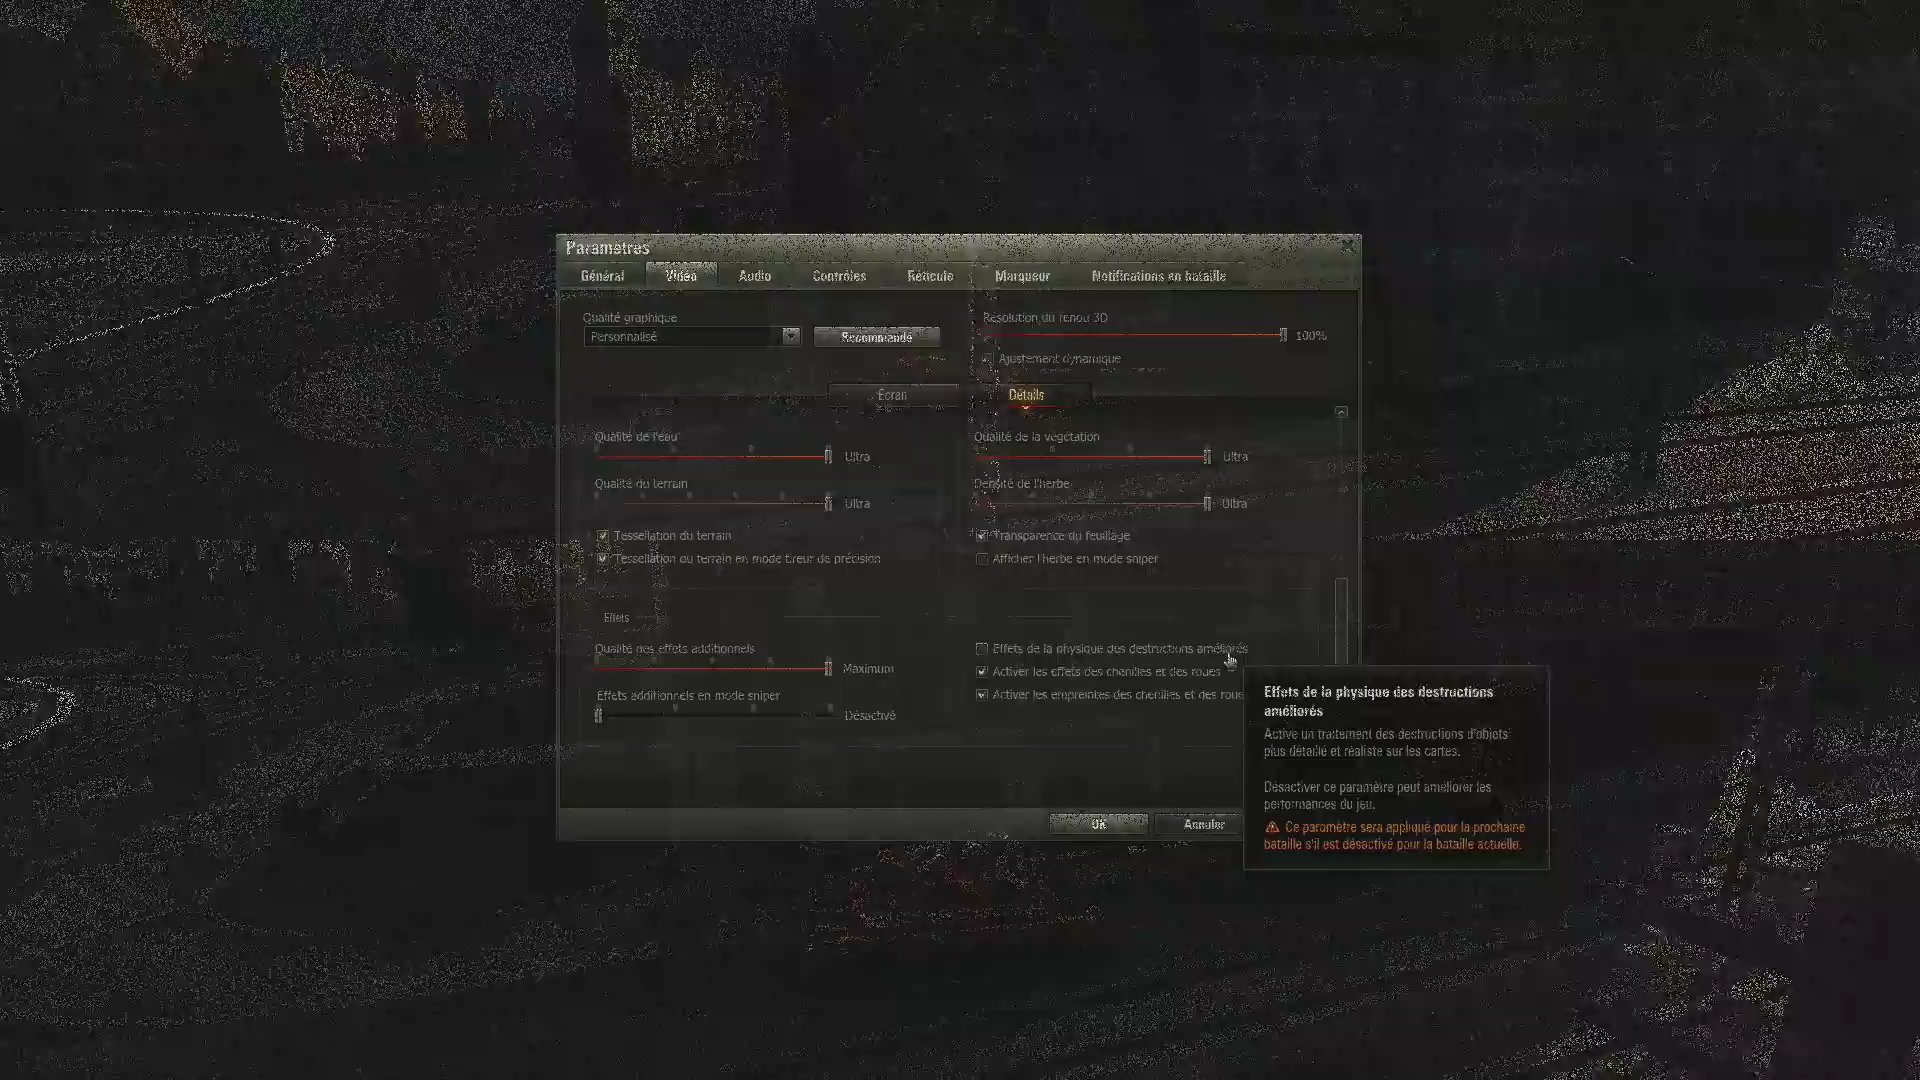 Paramètres
Général Vidéo Audio Contrôles Réticule Marqueur Notifications en bataille
Qualité graphique
Personnalisé
Recommandé
Résolution du rendu 3D
100%
Ajustement dynamique
Écran Détails
Qualité de l'eau
Ultra
Qualité de la végétation
Ultra
Qualité du terrain
Ultra
Densité de l'herbe
Ultra
Tessellation du terrain
Tessellation du terrain en mode tireur de précision
Transparence du feuillage
Afficher l'herbe en mode sniper
Effets
Qualité des effets additionnels
Maximum
Effets additionnels en mode sniper
Désactivé
Effets de la physique des destructions améliorés
Activer les effets des chenilles et des roues
Activer les empreintes des chenilles et des roue
OK Annuler
Effets de la physique des destructions
améliorés
Active un traitement des destructions d'objets
plus détaillé et réaliste sur les cartes.
Désactiver ce paramètre peut améliorer les
performances du jeu.
Ce paramètre sera appliqué pour la prochaine
bataille s'il est désactivé pour la bataille actuelle.